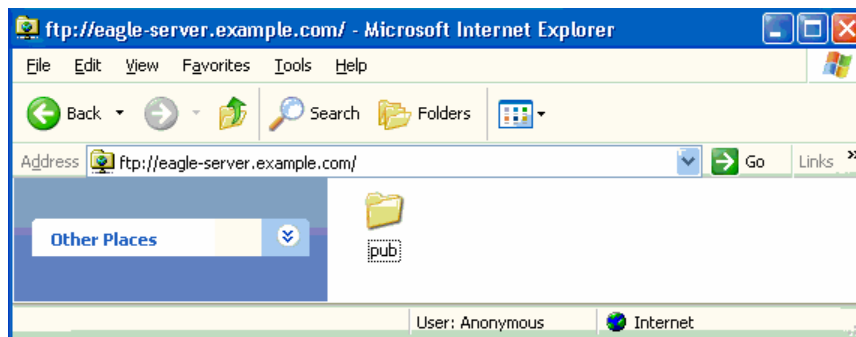 ftp://eagle-server.example.com/ - Microsoft Internet Explorer
File Edit View Favorites Tools Help
Back Search Folders
Address ftp://eagle-server.example.com/ Go Links »
Other Places
pub
User: Anonymous Internet